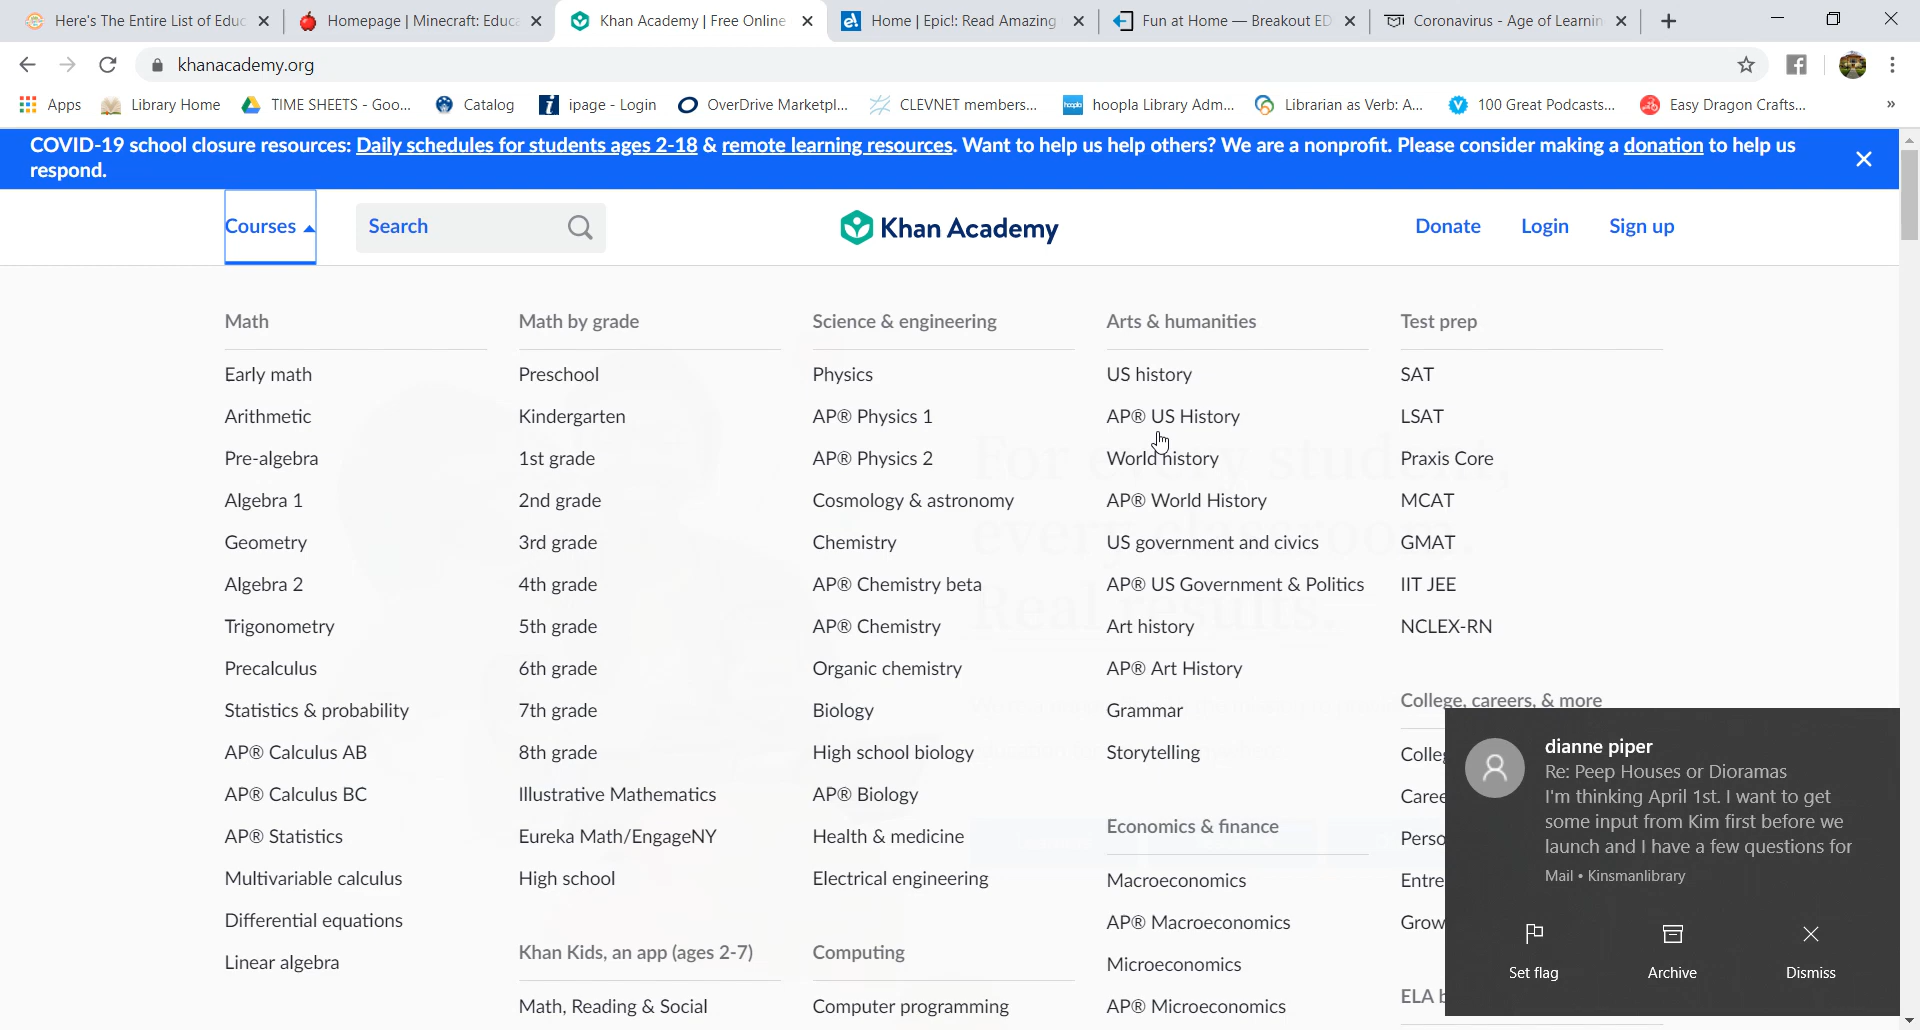 Here's The Entire List of Educ
Homepage | Minecraft: Educa
Khan Academy | Free Online
Home | Epic!: Read Amazing
Fun at Home — Breakout ED
Coronavirus - Age of Learnin
khanacademy.org
Apps
Library Home
TIME SHEETS - Goo...
Catalog
ipage - Login
OverDrive Marketpl...
CLEVNET members...
hoopla Library Adm...
Librarian as Verb: A...
100 Great Podcasts...
Easy Dragon Crafts...
»
COVID-19 school closure resources: Daily schedules for students ages 2-18 & remote learning resources. Want to help us help others? We are a nonprofit. Please consider making a donation to help us
respond.
Courses
Search
Khan Academy
Donate
Login
Sign up
Math
Early math
Arithmetic
Pre-algebra
Algebra 1
Geometry
Algebra 2
Trigonometry
Precalculus
Statistics & probability
AP® Calculus AB
AP® Calculus BC
AP® Statistics
Multivariable calculus
Differential equations
Linear algebra
Math by grade
Preschool
Kindergarten
1st grade
2nd grade
3rd grade
4th grade
5th grade
6th grade
7th grade
8th grade
Illustrative Mathematics
Eureka Math/EngageNY
High school
Khan Kids, an app (ages 2-7)
Math, Reading & Social
Science & engineering
Physics
AP® Physics 1
AP® Physics 2
Cosmology & astronomy
Chemistry
AP® Chemistry beta
AP® Chemistry
Organic chemistry
Biology
High school biology
AP® Biology
Health & medicine
Electrical engineering
Computing
Computer programming
Arts & humanities
US history
AP® US History
World history
AP® World History
US government and civics
AP® US Government & Politics
Art history
AP® Art History
Grammar
Storytelling
Economics & finance
Macroeconomics
AP® Macroeconomics
Microeconomics
AP® Microeconomics
Test prep
SAT
LSAT
Praxis Core
MCAT
GMAT
IIT JEE
NCLEX-RN
College, careers, & more
Colle
Caree
Perso
Entre
Grow
ELA b
For every student,
every classroom.
Real results.
dianne piper
Re: Peep Houses or Dioramas
I'm thinking April 1st. I want to get
some input from Kim first before we
launch and I have a few questions for
Mail • Kinsmanlibrary
Set flag
Archive
Dismiss